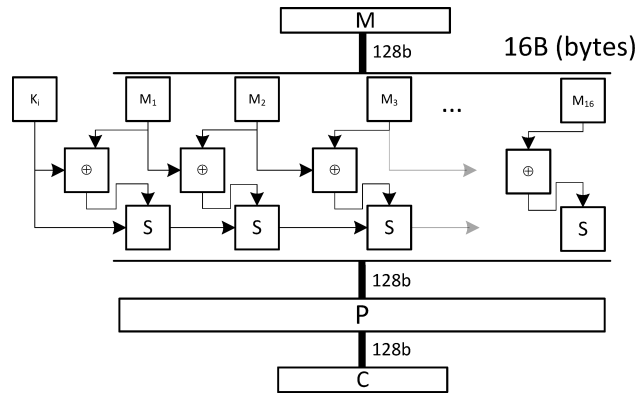 M
128b
16B (bytes)
Ki M1 M2 M3 ... M16
⊕ ⊕ ⊕ ⊕
S S S S
128b
P
128b
C